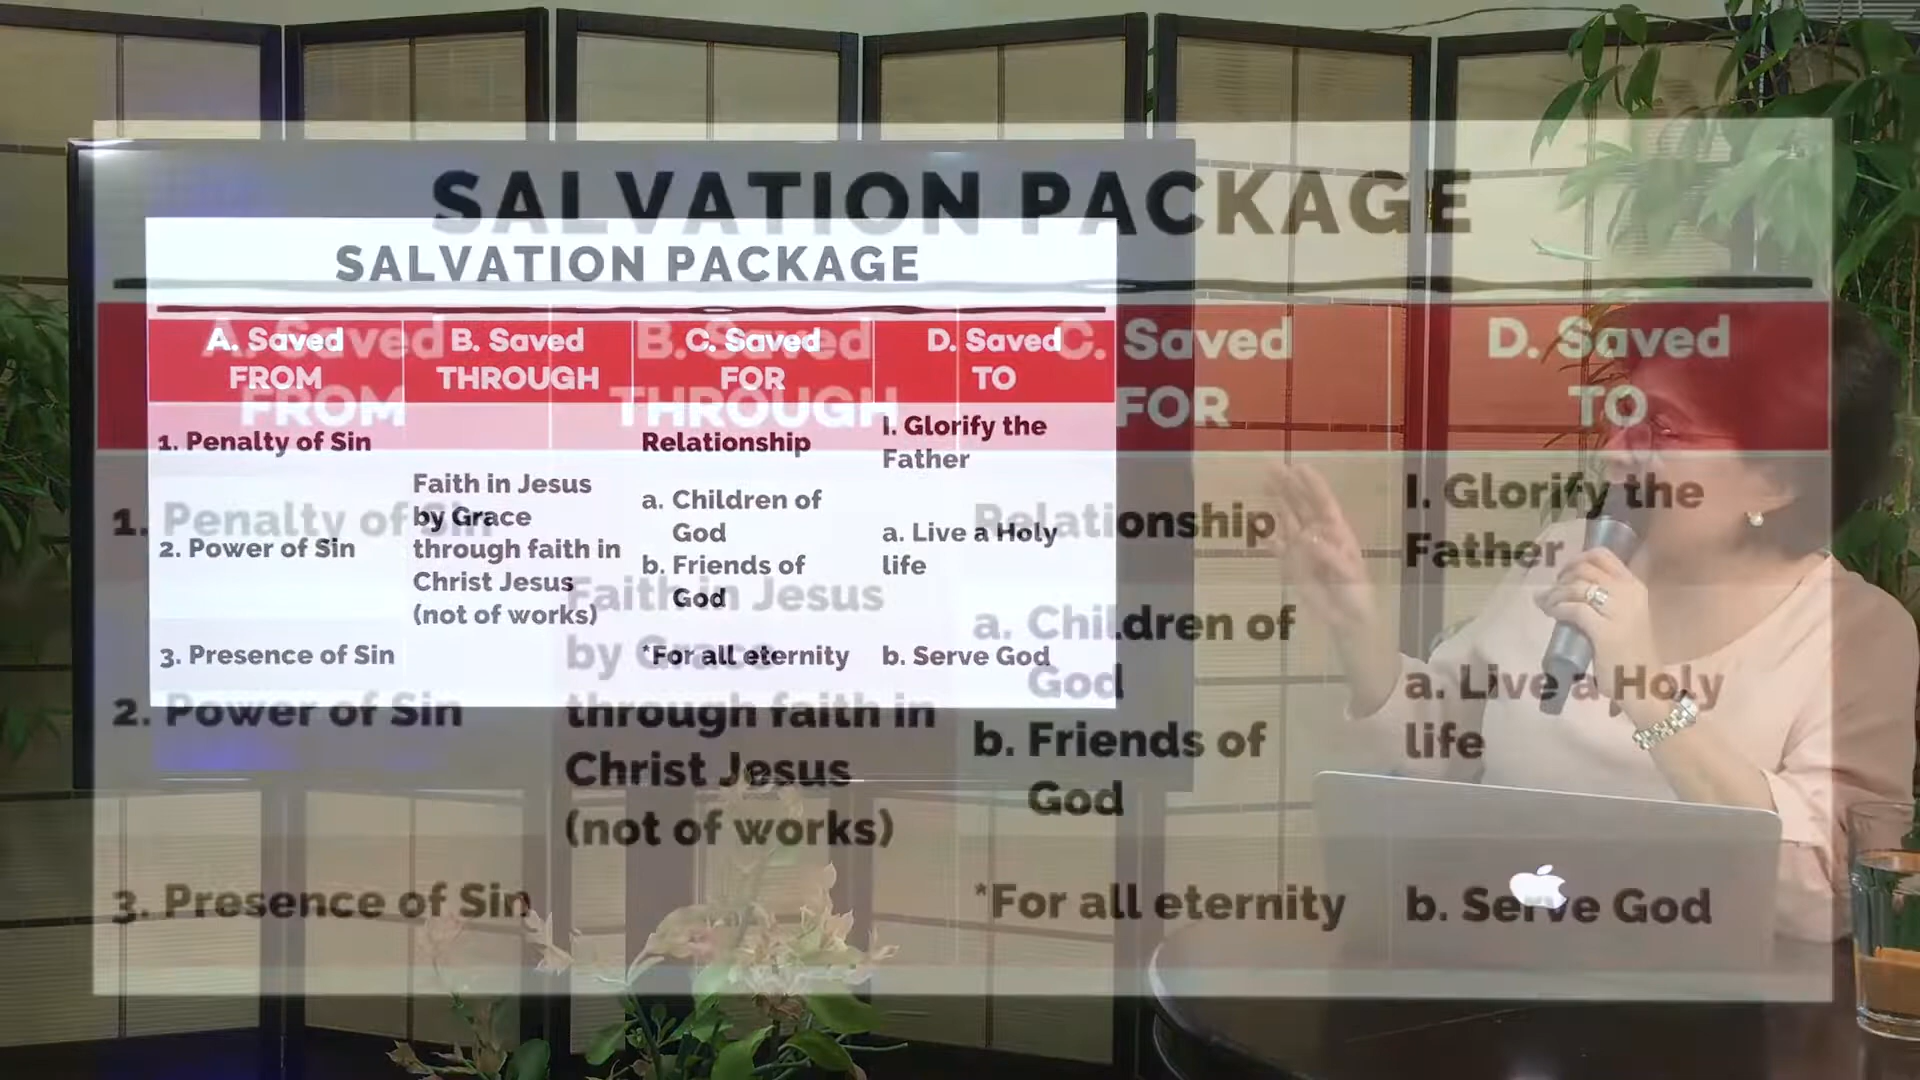 SALVATION PACKAGE
A. Saved FROM
B. Saved THROUGH
C. Saved FOR
D. Saved TO
1. Penalty of Sin
2. Power of Sin
3. Presence of Sin
Faith in Jesus
by Grace
through faith in
Christ Jesus
(not of works)
Relationship
a. Children of
God
b. Friends of
God
*For all eternity
I. Glorify the
Father
a. Live a Holy
life
b. Serve God
SALVATION PACKAGE
A. Saved FROM
B. Saved THROUGH
C. Saved FOR
D. Saved TO
1. Penalty of Sin
2. Power of Sin
3. Presence of Sin
Faith in Jesus
by Grace
through faith in
Christ Jesus
(not of works)
Relationship
a. Children of
God
b. Friends of
God
*For all eternity
I. Glorify the
Father
a. Live a Holy
life
b. Serve God